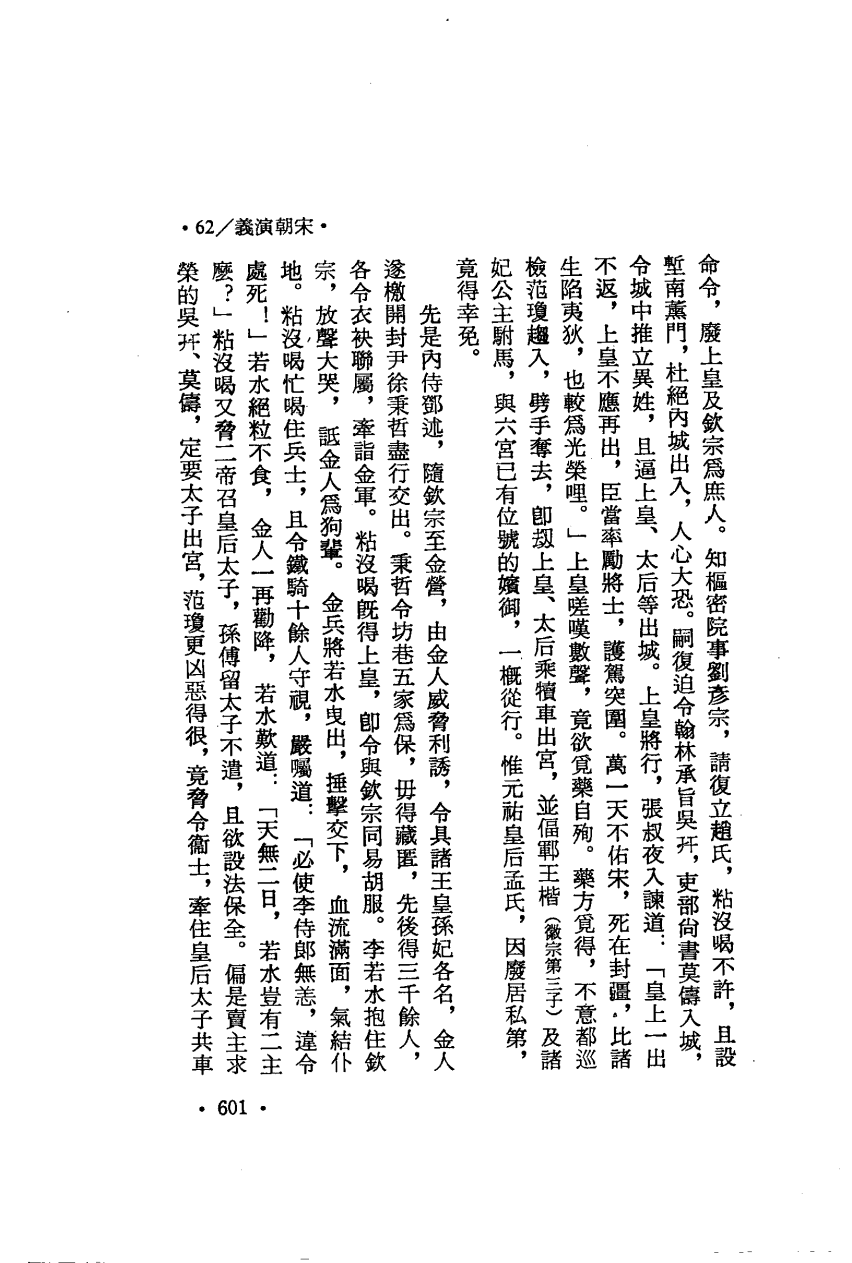 •62／義演朝宋•
命令，廢上皇及欽宗爲庶人。知樞密院事劉彥宗，請復立趙氏，粘沒喝不許，且設
塹南薰門，杜絕內城出入，人心大恐。嗣復迫令翰林承旨吳幵，吏部尙書莫儔入城，
令城中推立異姓，且逼上皇、太后等出城。上皇將行，張叔夜入諫道：「皇上一出
不返，上皇不應再出，臣當率勵將士，護駕突圍。萬一天不佑宋，死在封疆，比諸
生陷夷狄，也較爲光榮哩。」上皇嗟嘆數聲，竟欲覓藥自殉。藥方覓得，不意都巡
檢范瓊趨入，劈手奪去，卽刼上皇、太后乘犢車出宮，並偪鄆王楷（徽宗第三子）及諸
妃公主駙馬，與六宮已有位號的嬪御，一概從行。惟元祐皇后孟氏，因廢居私第，
竟得幸免。
先是內侍鄧述，隨欽宗至金營，由金人威脅利誘，令具諸王皇孫妃各名，金人
遂檄開封尹徐秉哲盡行交出。秉哲令坊巷五家爲保，毋得藏匿，先後得三千餘人，
各令衣袂聯屬，牽詣金軍。粘沒喝旣得上皇，卽令與欽宗同易胡服。李若水抱住欽
宗，放聲大哭，詆金人爲狗輩。金兵將若水曳出，捶擊交下，血流滿面，氣結仆
地。粘沒喝忙喝住兵士，且令鐵騎十餘人守視，嚴囑道：「必使李侍郎無恙，違令
處死！」若水絕粒不食，金人一再勸降，若水歎道：「天無二日，若水豈有二主
麼？」粘沒喝又脅二帝召皇后太子，孫傅留太子不遣，且欲設法保全。偏是賣主求
榮的吳幵、莫儔，定要太子出宮，范瓊更凶惡得很，竟脅令衞士，牽住皇后太子共車
•601•